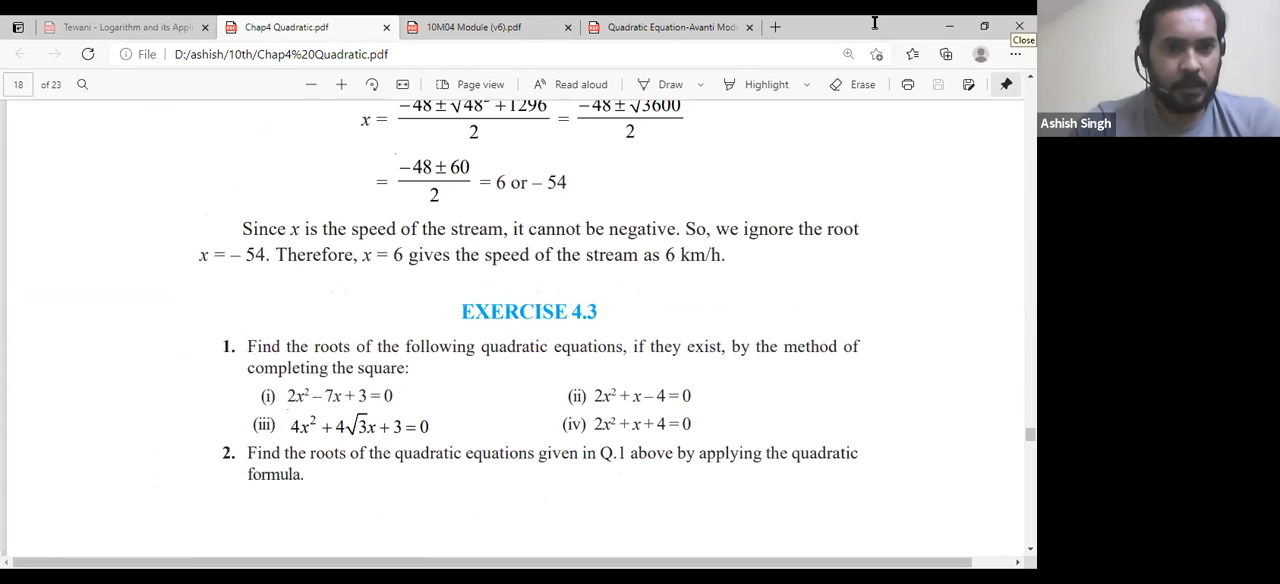 Tewani - Logarithm and its Appli
Chap4 Quadratic.pdf
10M04 Module (v6).pdf
Quadratic Equation-Avanti Mod
Close
File
D:/ashish/10th/Chap4%20Quadratic.pdf
18 of 23
Page view
Read aloud
Draw
Highlight
Erase
Ashish Singh
x = (−48 ± √48² + 1296)/2 = (−48 ± √3600)/2
= (−48 ± 60)/2 = 6 or – 54
Since x is the speed of the stream, it cannot be negative. So, we ignore the root
x = – 54. Therefore, x = 6 gives the speed of the stream as 6 km/h.
EXERCISE 4.3
1. Find the roots of the following quadratic equations, if they exist, by the method of
completing the square:
(i) 2x² – 7x + 3 = 0 (ii) 2x² + x – 4 = 0
(iii) 4x² + 4√3x + 3 = 0 (iv) 2x² + x + 4 = 0
2. Find the roots of the quadratic equations given in Q.1 above by applying the quadratic
formula.